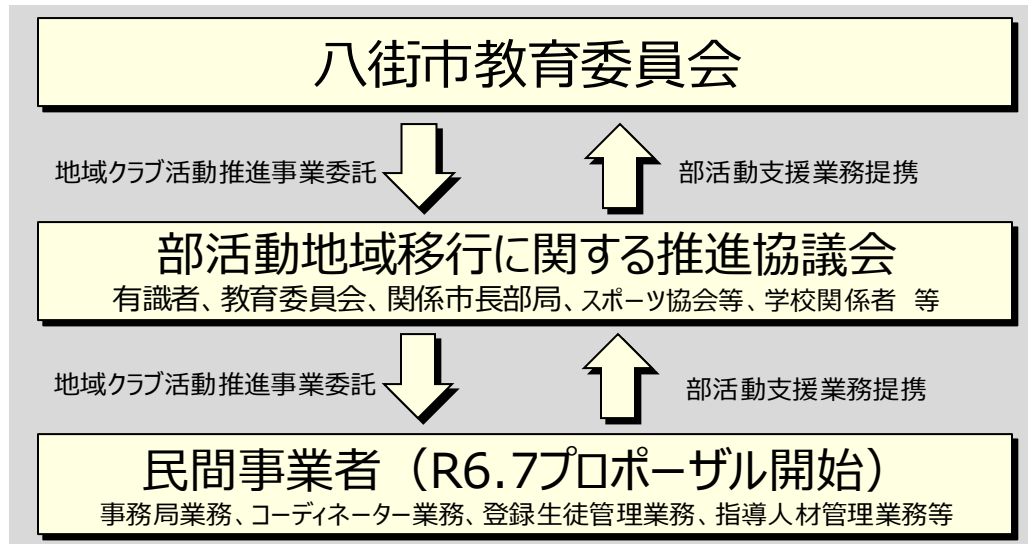 八街市教育委員会
地域クラブ活動推進事業委託
部活動支援業務提携
部活動地域移行に関する推進協議会
有識者、教育委員会、関係市長部局、スポーツ協会等、学校関係者　等
地域クラブ活動推進事業委託
部活動支援業務提携
民間事業者（R6.7プロポーザル開始）
事務局業務、コーディネーター業務、登録生徒管理業務、指導人材管理業務等